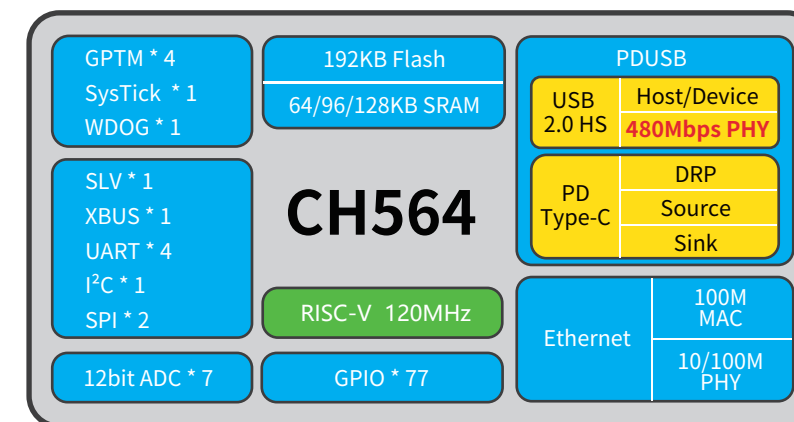 GPTM * 4
SysTick * 1
WDOG * 1
SLV * 1
XBUS * 1
UART * 4
I²C * 1
SPI * 2
12bit ADC * 7
192KB Flash
64/96/128KB SRAM
CH564
RISC-V 120MHz
GPIO * 77
PDUSB
USB
2.0 HS
Host/Device
480Mbps PHY
PD
Type-C
DRP
Source
Sink
Ethernet
100M
MAC
10/100M
PHY